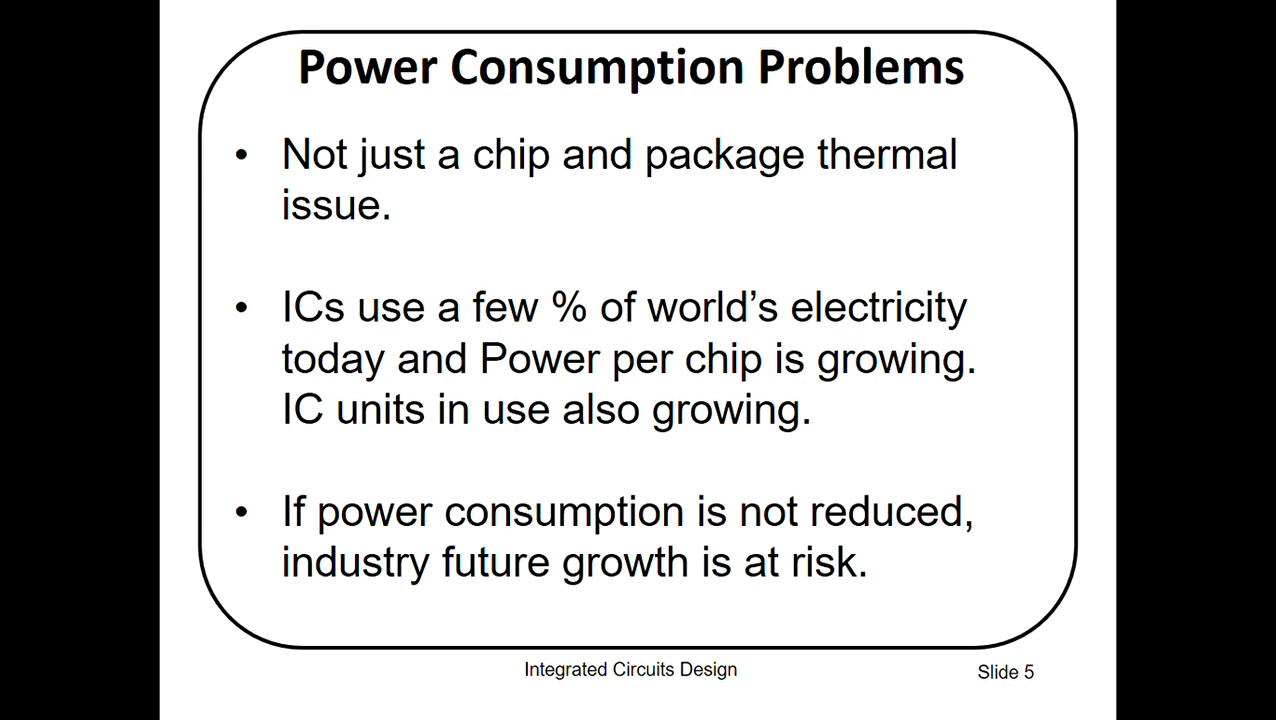 Power Consumption Problems
• Not just a chip and package thermal
issue.
• ICs use a few % of world’s electricity
today and Power per chip is growing.
IC units in use also growing.
• If power consumption is not reduced,
industry future growth is at risk.
Integrated Circuits Design
Slide 5